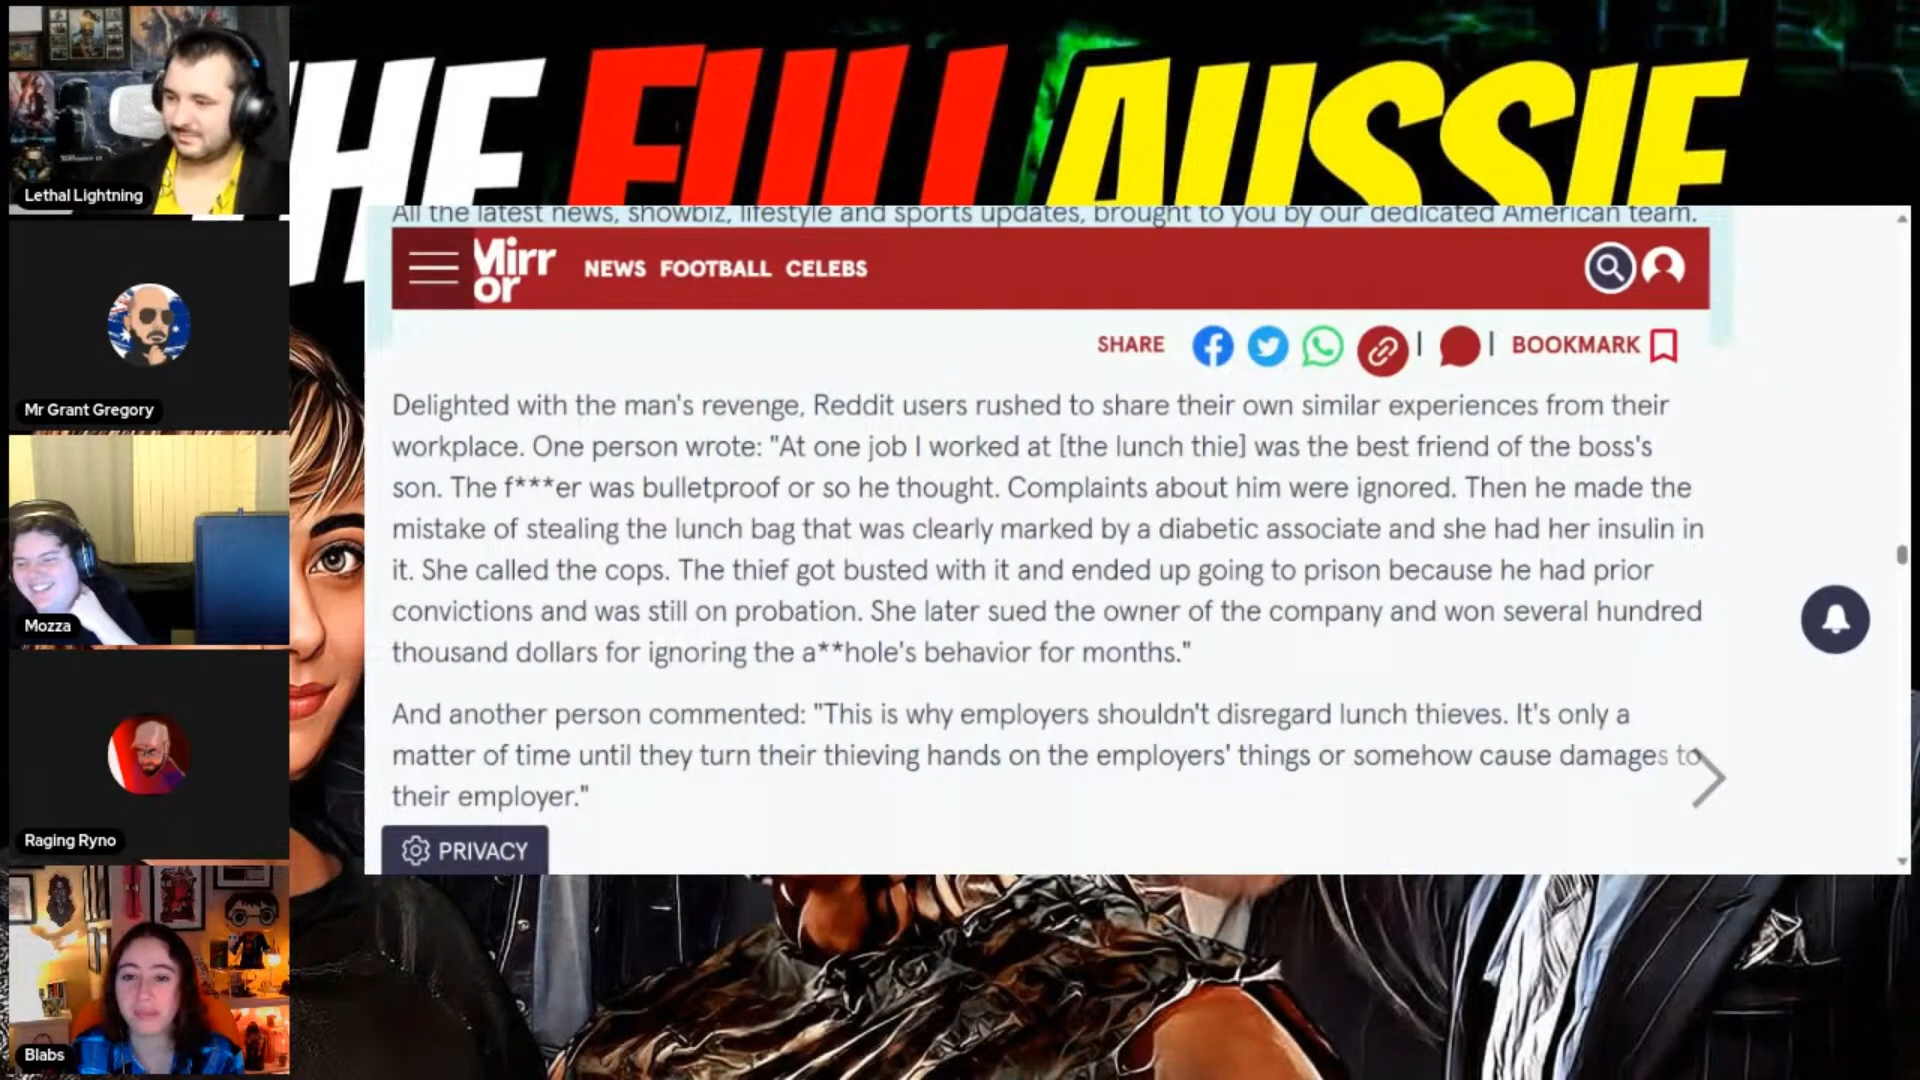 THE FULL AUSSIE
Lethal Lightning
All the latest news, showbiz, lifestyle and sports updates, brought to you by our dedicated American team.
Mirr
or
NEWS FOOTBALL CELEBS
SHARE
BOOKMARK
Mr Grant Gregory
Delighted with the man's revenge, Reddit users rushed to share their own similar experiences from their
workplace. One person wrote: "At one job I worked at [the lunch thie] was the best friend of the boss's
son. The f***er was bulletproof or so he thought. Complaints about him were ignored. Then he made the
mistake of stealing the lunch bag that was clearly marked by a diabetic associate and she had her insulin in
it. She called the cops. The thief got busted with it and ended up going to prison because he had prior
convictions and was still on probation. She later sued the owner of the company and won several hundred
thousand dollars for ignoring the a**hole's behavior for months."
Mozza
And another person commented: "This is why employers shouldn't disregard lunch thieves. It's only a
matter of time until they turn their thieving hands on the employers' things or somehow cause damages to
their employer."
Raging Ryno
PRIVACY
Blabs